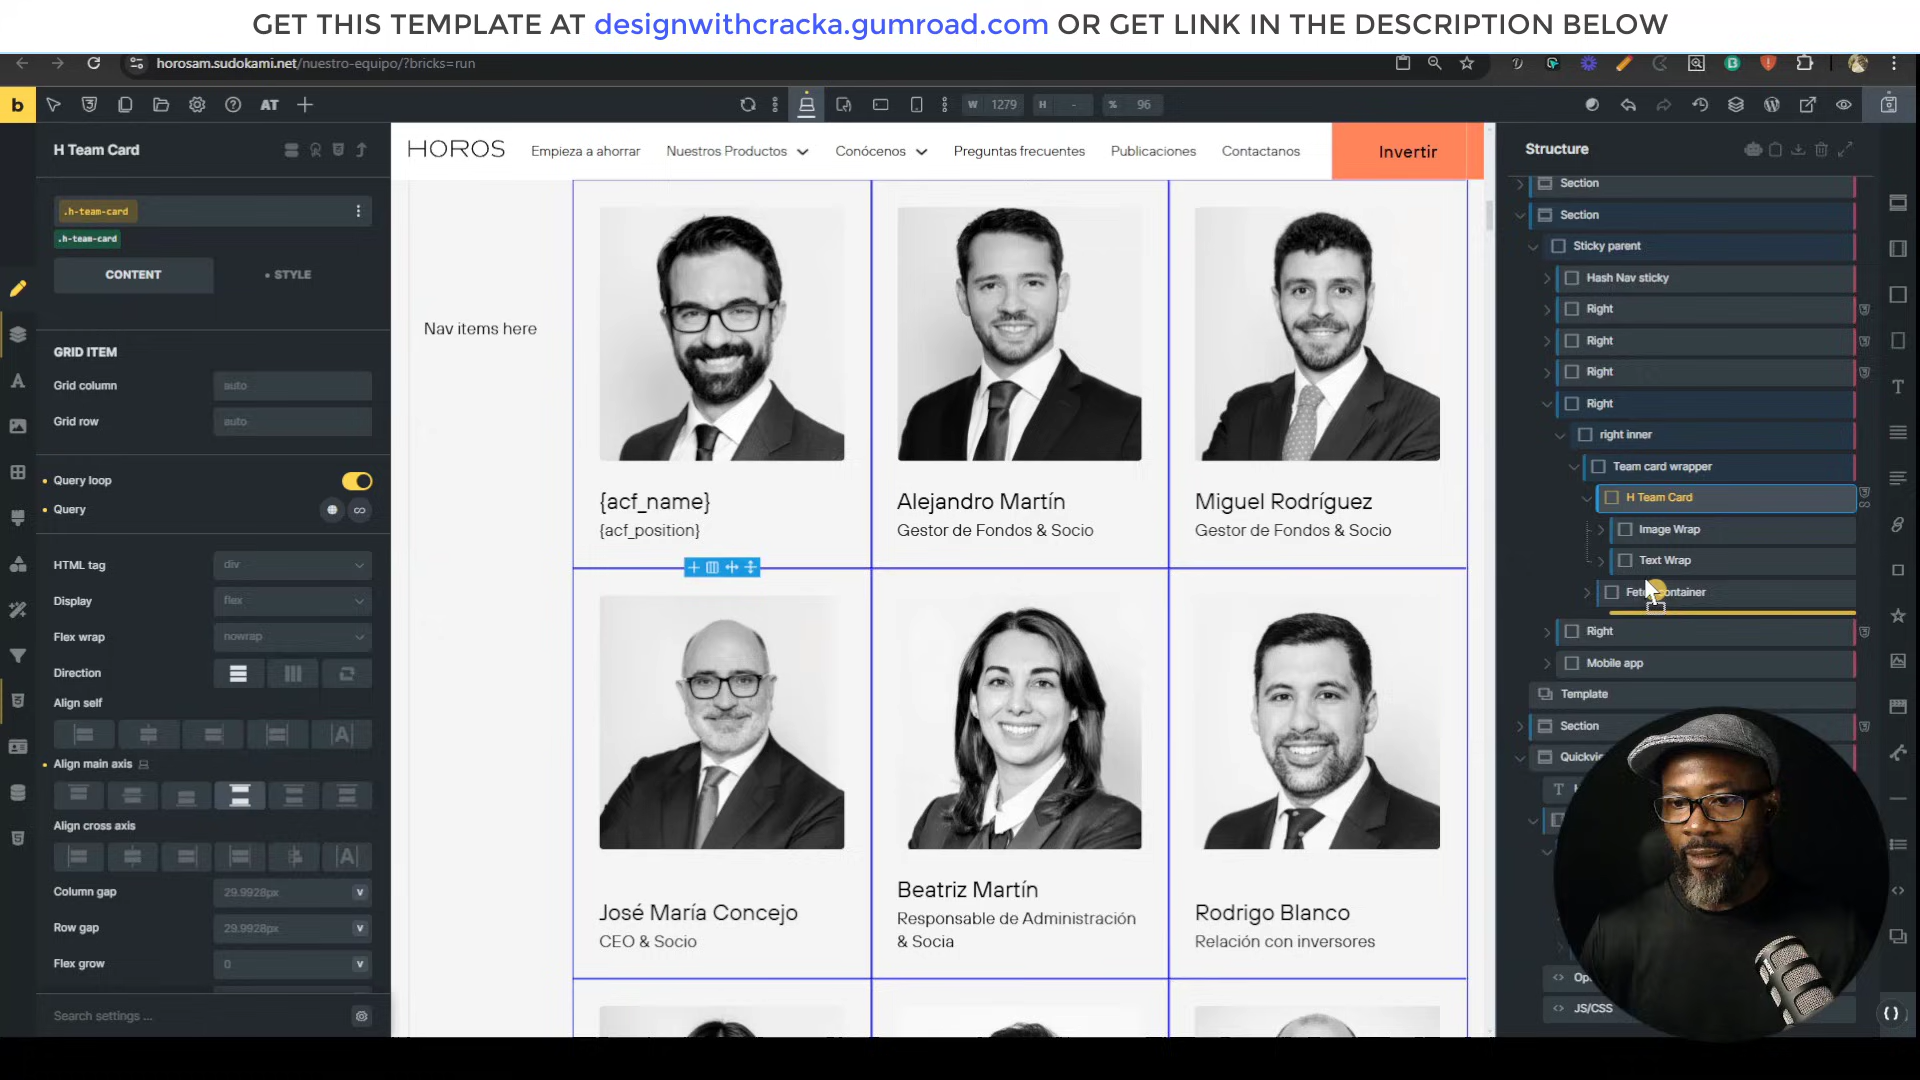 GET THIS TEMPLATE AT designwithcracka.gumroad.com OR GET LINK IN THE DESCRIPTION BELOW
horosam.sudokami.net/nuestro-equipo/?bricks=run
b
AT
W 1279 H - % 96
H Team Card
.h-team-card
.h-team-card
CONTENT
STYLE
GRID ITEM
Grid column auto
Grid row auto
Query loop
Query
HTML tag div
Display flex
Flex wrap nowrap
Direction
Align self
Align main axis
Align cross axis
Column gap 29.9928px v
Row gap 29.9928px v
Flex grow 0 v
Search settings ...
HOROS
Empieza a ahorrar
Nuestros Productos
Conócenos
Preguntas frecuentes
Publicaciones
Contactanos
Invertir
Nav items here
{acf_name}
{acf_position}
Alejandro Martín
Gestor de Fondos & Socio
Miguel Rodríguez
Gestor de Fondos & Socio
José María Concejo
CEO & Socio
Beatriz Martín
Responsable de Administración
& Socia
Rodrigo Blanco
Relación con inversores
Structure
Section
Section
Sticky parent
Hash Nav sticky
Right
Right
Right
Right
right inner
Team card wrapper
H Team Card
Image Wrap
Text Wrap
Right
Mobile app
Template
Section
JS/CSS